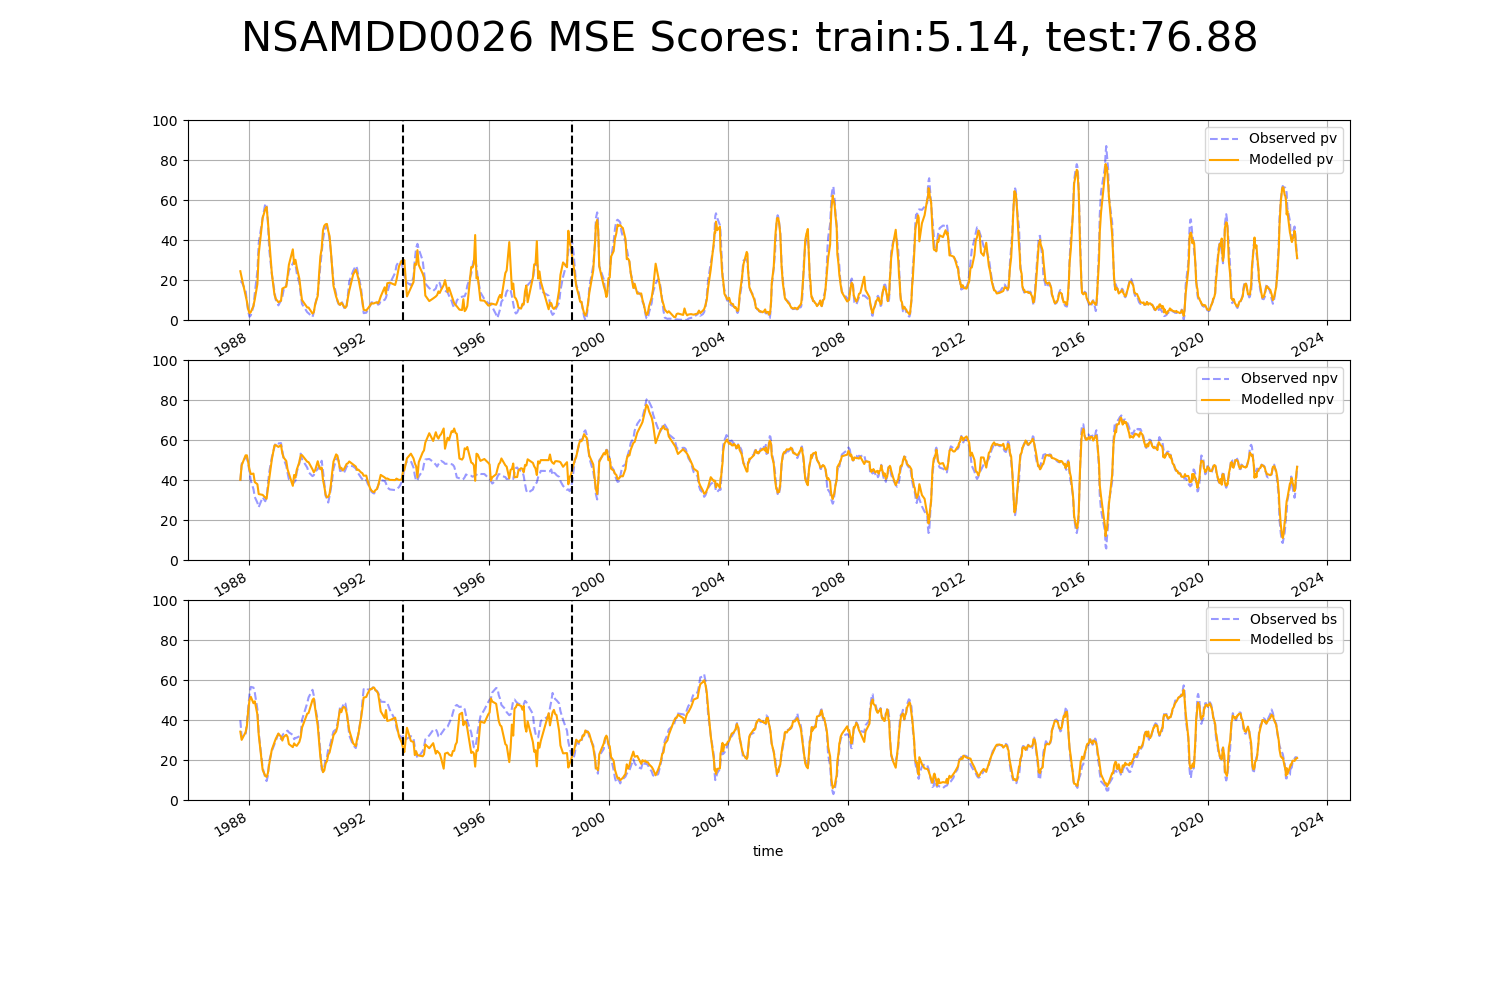 NSAMDD0026 MSE Scores: train:5.14, test:76.88
100
80
60
40
20
0
Observed pv
Modelled pv
1988 1992 1996 2000 2004 2008 2012 2016 2020 2024
100
80
60
40
20
0
Observed npv
Modelled npv
1988 1992 1996 2000 2004 2008 2012 2016 2020 2024
100
80
60
40
20
0
Observed bs
Modelled bs
1988 1992 1996 2000 2004 2008 2012 2016 2020 2024
time